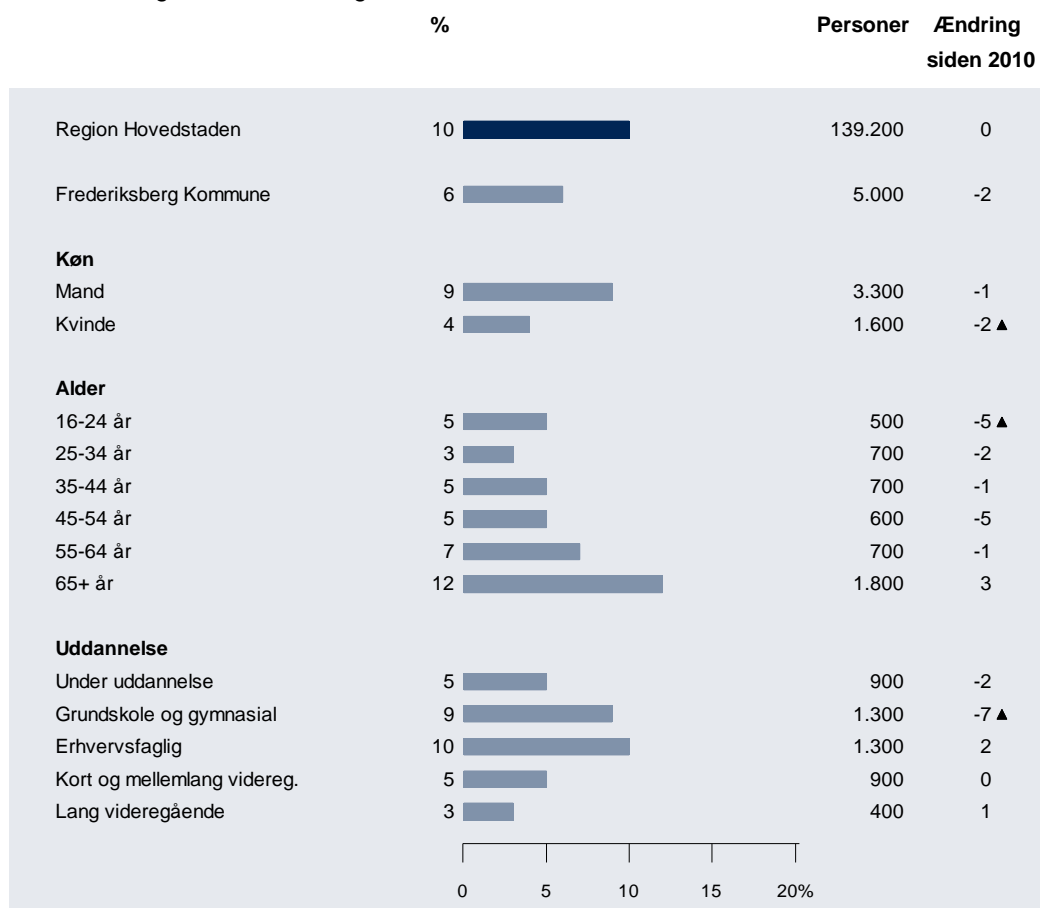 % Personer Ændring
siden 2010
Region Hovedstaden 10 139.200 0
Frederiksberg Kommune 6 5.000 -2
Køn
Mand 9 3.300 -1
Kvinde 4 1.600 -2 ▲
Alder
16-24 år 5 500 -5 ▲
25-34 år 3 700 -2
35-44 år 5 700 -1
45-54 år 5 600 -5
55-64 år 7 700 -1
65+ år 12 1.800 3
Uddannelse
Under uddannelse 5 900 -2
Grundskole og gymnasial 9 1.300 -7 ▲
Erhvervsfaglig 10 1.300 2
Kort og mellemlang videreg. 5 900 0
Lang videregående 3 400 1
0 5 10 15 20%